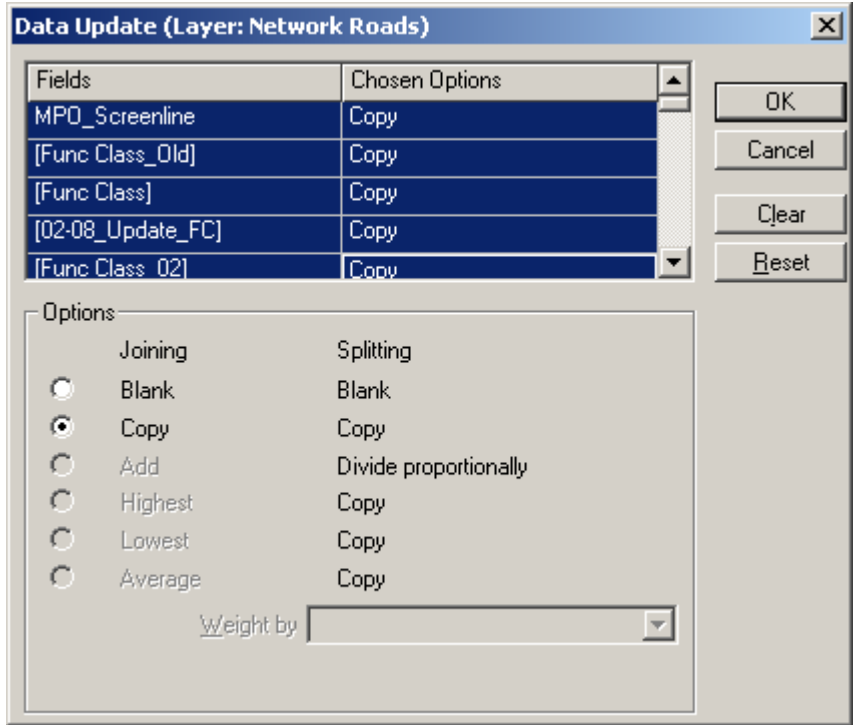 Data Update (Layer: Network Roads)
Fields Chosen Options
MPO_Screenline Copy
[Func Class_Old] Copy
[Func Class] Copy
[02-08_Update_FC] Copy
[Func Class_02] Copy
OK
Cancel
Clear
Reset
Options
Joining Splitting
Blank Blank
Copy Copy
Add Divide proportionally
Highest Copy
Lowest Copy
Average Copy
Weight by